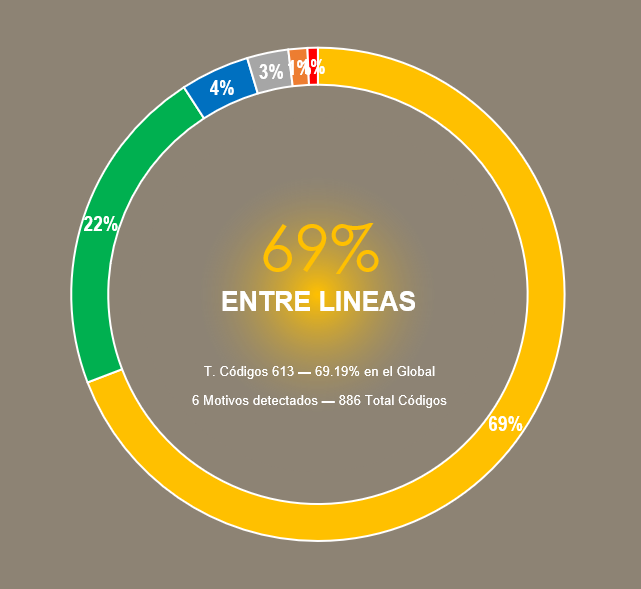 3%
1%
1%
4%
22%
69%
ENTRE LINEAS
T. Códigos 613 — 69.19% en el Global
6 Motivos detectados — 886 Total Códigos
69%